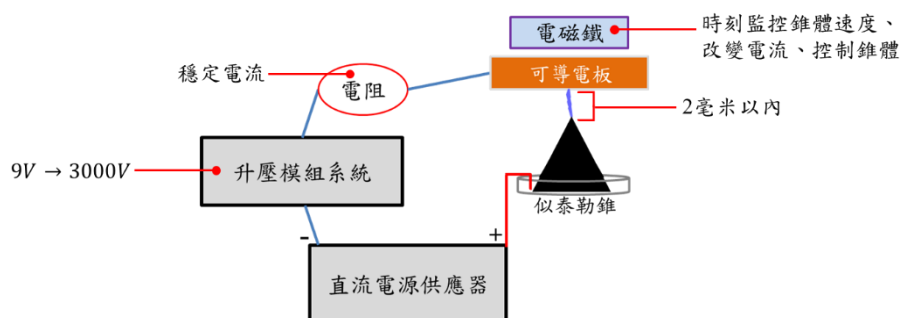 電磁鐵
時刻監控錐體速度、
改變電流、控制錐體
穩定電流
電阻
可導電板
2毫米以內
9V → 3000V
升壓模組系統
似泰勒錐
-
+
直流電源供應器